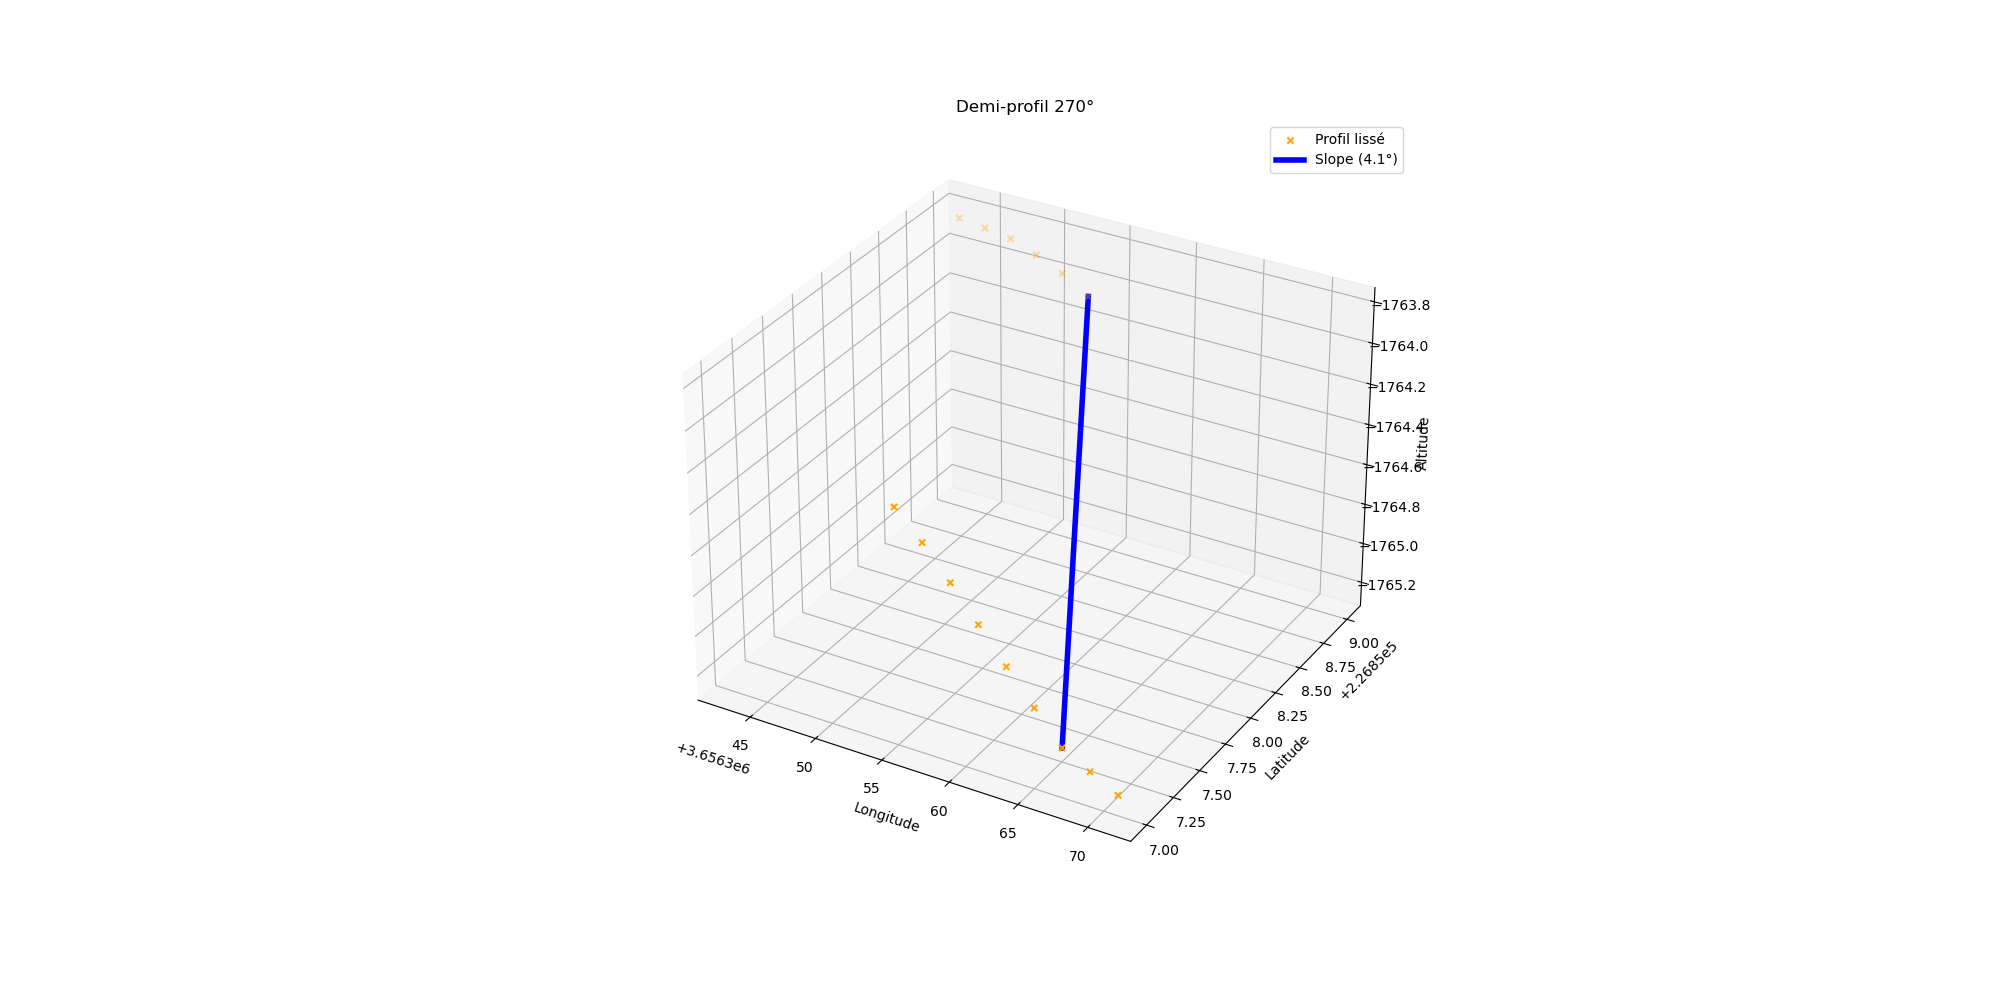 Demi-profil 270°
Profil lissé
Slope (4.1°)
−1763.8
−1764.0
−1764.2
−1764.4
−1764.6
−1764.8
−1765.0
−1765.2
Altitude
9.00
8.75
8.50
8.25
8.00
7.75
7.50
7.25
7.00
+2.2685e5
Latitude
45
50
55
60
65
70
+3.6563e6
Longitude